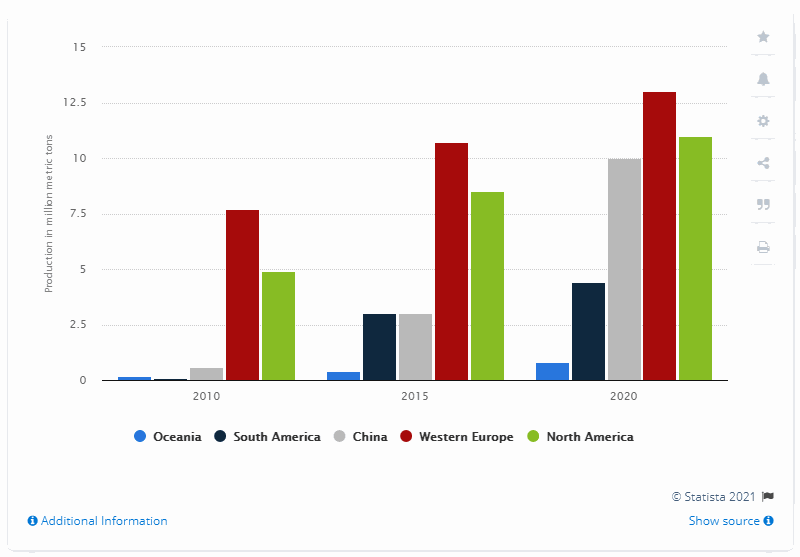 15
12.5
10
7.5
5
2.5
0
Production in million metric tons
2010 2015 2020
Oceania South America China Western Europe North America
© Statista 2021
Additional Information Show source